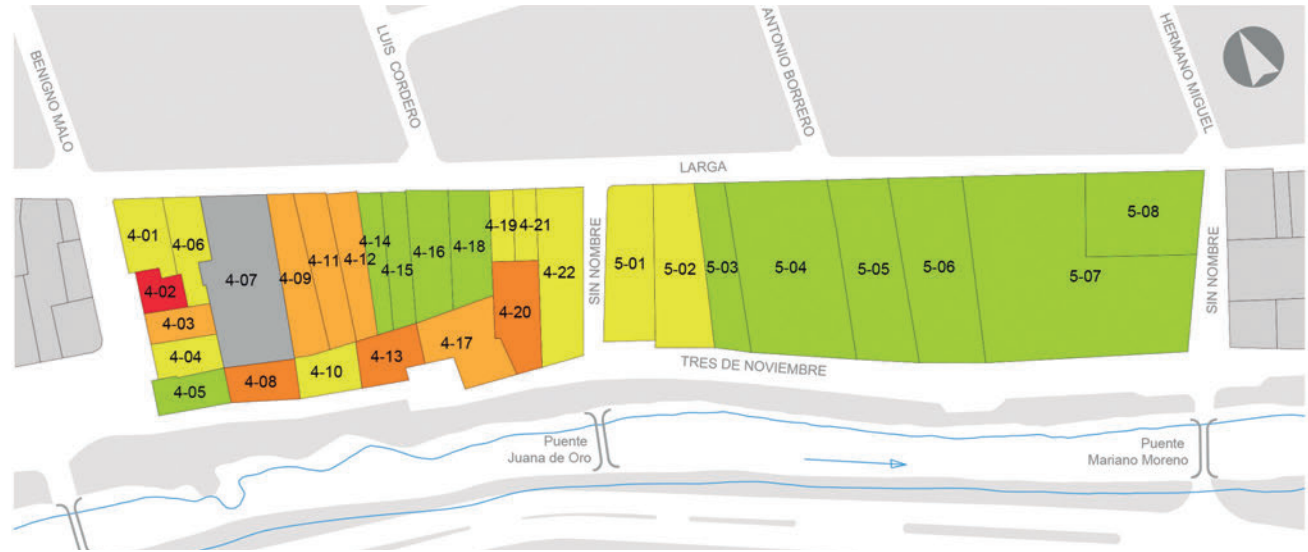 BENIGNO MALO
LUIS CORDERO
ANTONIO BORRERO
HERMANO MIGUEL
LARGA
4-01
4-06
4-02
4-03
4-04
4-05
4-07
4-08
4-09
4-11
4-12
4-10
4-14
4-15
4-16
4-18
4-13
4-17
4-19
4-21
4-20
4-22
SIN NOMBRE
5-01
5-02
5-03
5-04
5-05
5-06
5-07
5-08
SIN NOMBRE
TRES DE NOVIEMBRE
Puente
Juana de Oro
Puente
Mariano Moreno